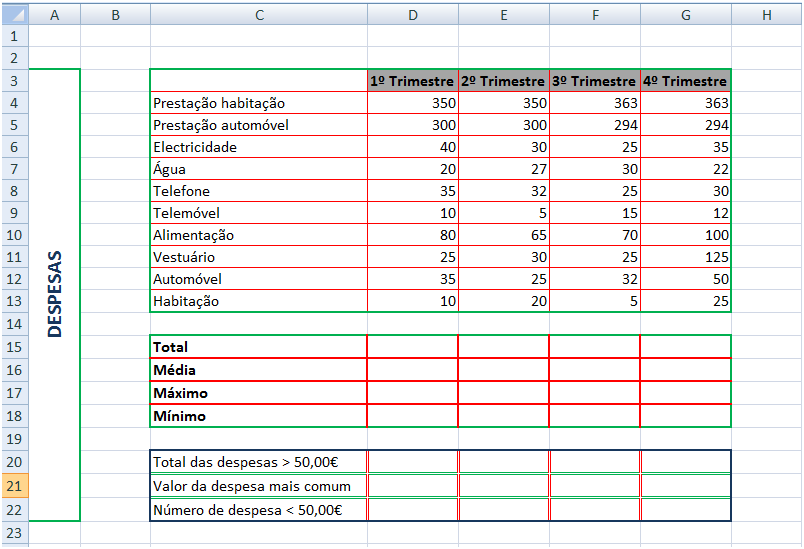 A B C D E F G H
1
2
3 1º Trimestre 2º Trimestre 3º Trimestre 4º Trimestre
4 Prestação habitação 350 350 363 363
5 Prestação automóvel 300 300 294 294
6 Electricidade 40 30 25 35
7 Água 20 27 30 22
8 Telefone 35 32 25 30
9 Telemóvel 10 5 15 12
10 Alimentação 80 65 70 100
11 Vestuário 25 30 25 125
12 Automóvel 35 25 32 50
13 Habitação 10 20 5 25
DESPESAS
14
15 Total
16 Média
17 Máximo
18 Mínimo
19
20 Total das despesas > 50,00€
21 Valor da despesa mais comum
22 Número de despesa < 50,00€
23